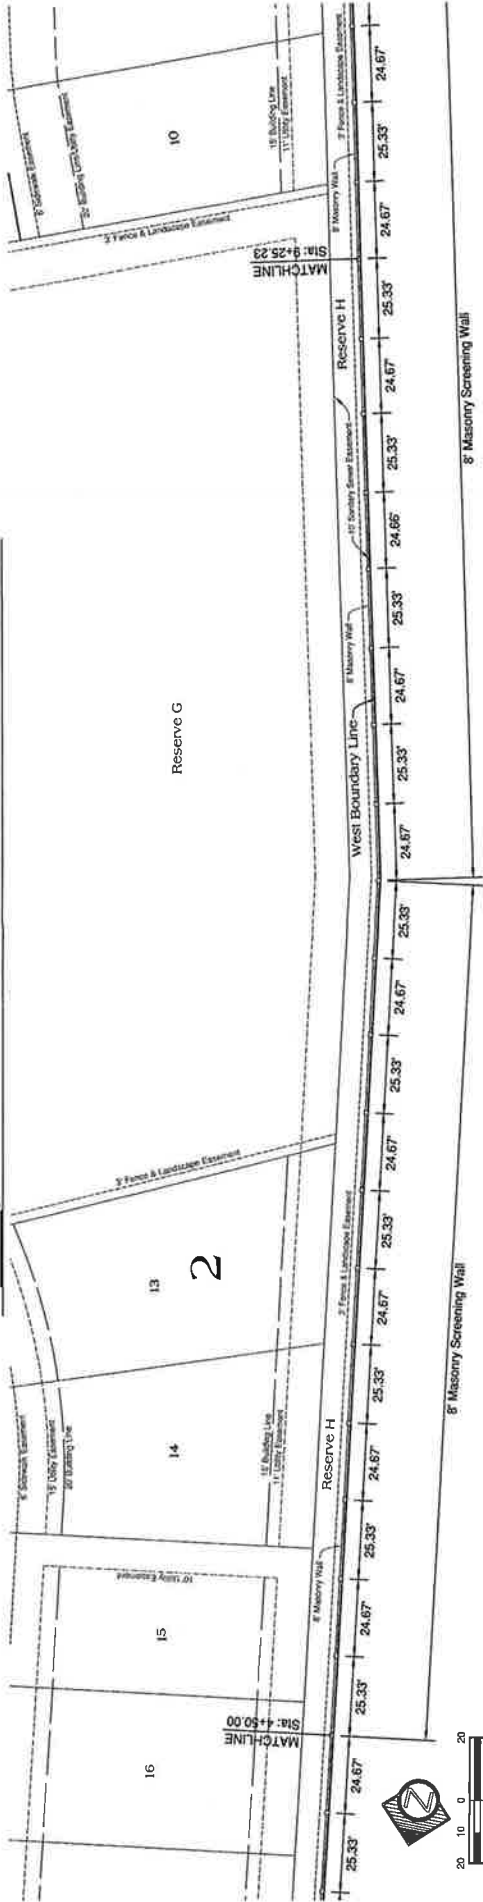 6' Sidewalk Easement
20' Building Line/Utility Easement
10
15' Building Line
11' Utility Easement
3' Fence & Landscape Easement
24.67'
25.33'
8' Masonry Wall
24.67'
3' Fence & Landscape Easement
MATCHLINE
Sta: 9+25.23
25.33'
Reserve H
24.67'
8' Masonry Screening Wall
25.33'
10' Sanitary Sewer Easement
24.66'
25.33'
8' Masonry Wall
24.67'
Reserve G
West Boundary Line
25.33'
24.67'
25.33'
24.67'
25.33'
24.67'
3' Fence & Landscape Easement
25.33'
3' Fence & Landscape Easement
13
2
24.67'
8' Masonry Screening Wall
25.33'
6' Sidewalk Easement
15' Utility Easement
20' Building Line
14
15' Building Line
11' Utility Easement
Reserve H
24.67'
25.33'
8' Masonry Wall
10' Utility Easement
15
24.67'
25.33'
MATCHLINE
Sta: 4+50.00
16
24.67'
25.33'
N
20 10 0 20